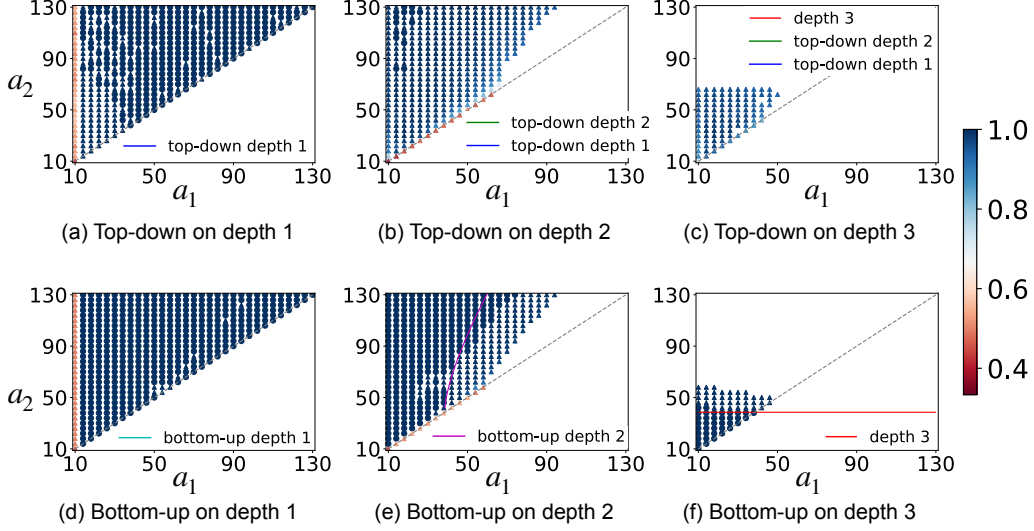 130
90
a2
50
10
top-down depth 1
10 50 90 130
a1
(a) Top-down on depth 1
130
90
50
10
top-down depth 2
top-down depth 1
10 50 90 130
a1
(b) Top-down on depth 2
130
90
50
10
depth 3
top-down depth 2
top-down depth 1
10 50 90 130
a1
(c) Top-down on depth 3
1.0
0.8
0.6
0.4
130
90
a2
50
10
bottom-up depth 1
10 50 90 130
a1
(d) Bottom-up on depth 1
130
90
50
10
bottom-up depth 2
10 50 90 130
a1
(e) Bottom-up on depth 2
130
90
50
10
depth 3
10 50 90 130
a1
(f) Bottom-up on depth 3